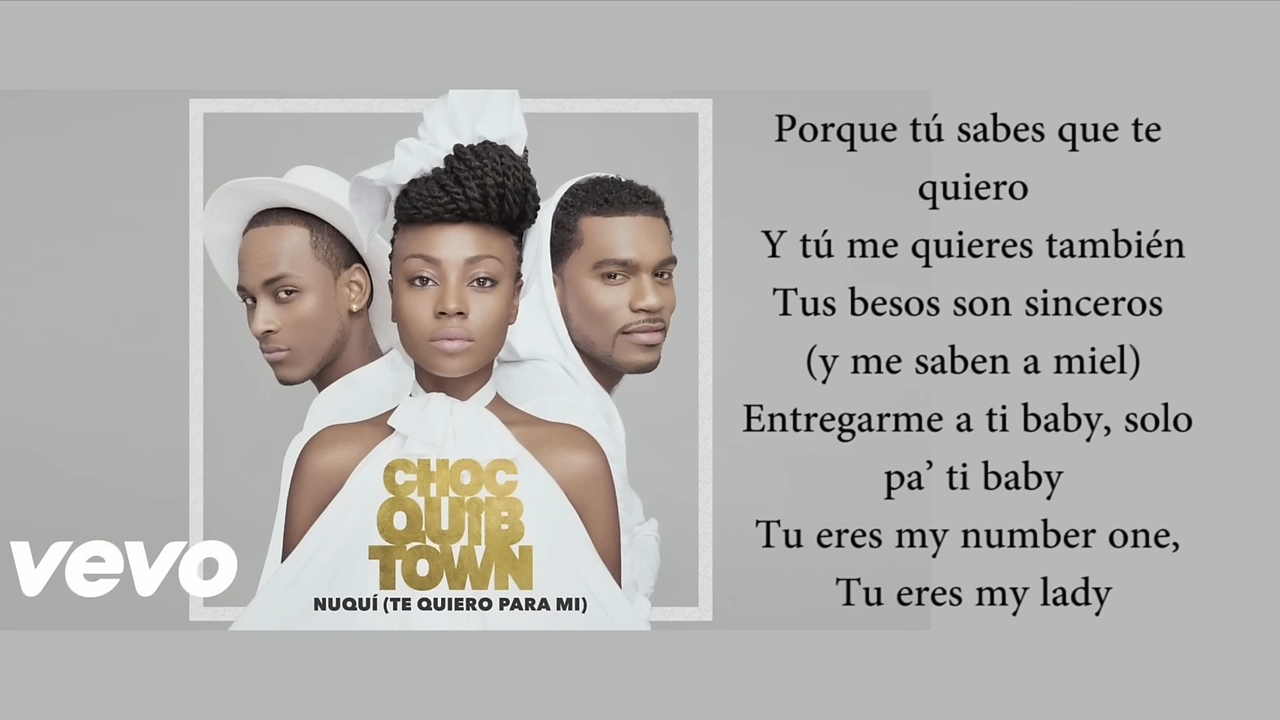 Porque tú sabes que te
quiero
Y tú me quieres también
Tus besos son sinceros
(y me saben a miel)
Entregarme a ti baby, solo
pa’ ti baby
Tu eres my number one,
Tu eres my lady
CHOC
QUIB
TOWN
NUQUÍ (TE QUIERO PARA MI)
vevo